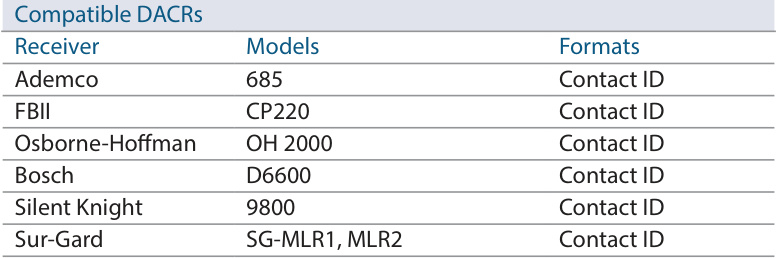 Compatible DACRs
Receiver Models Formats
Ademco 685 Contact ID
FBII CP220 Contact ID
Osborne-Hoffman OH 2000 Contact ID
Bosch D6600 Contact ID
Silent Knight 9800 Contact ID
Sur-Gard SG-MLR1, MLR2 Contact ID